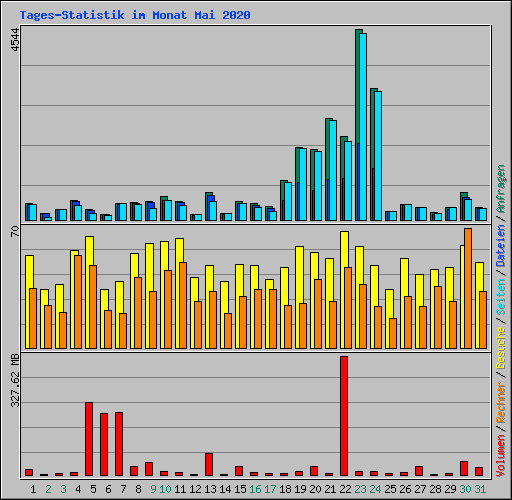 Tages-Statistik im Monat Mai 2020
4544
70
327.62 MB
Volumen / Rechner / Besuche / Seiten / Dateien / Anfragen
1 2 3 4 5 6 7 8 9 10 11 12 13 14 15 16 17 18 19 20 21 22 23 24 25 26 27 28 29 30 31